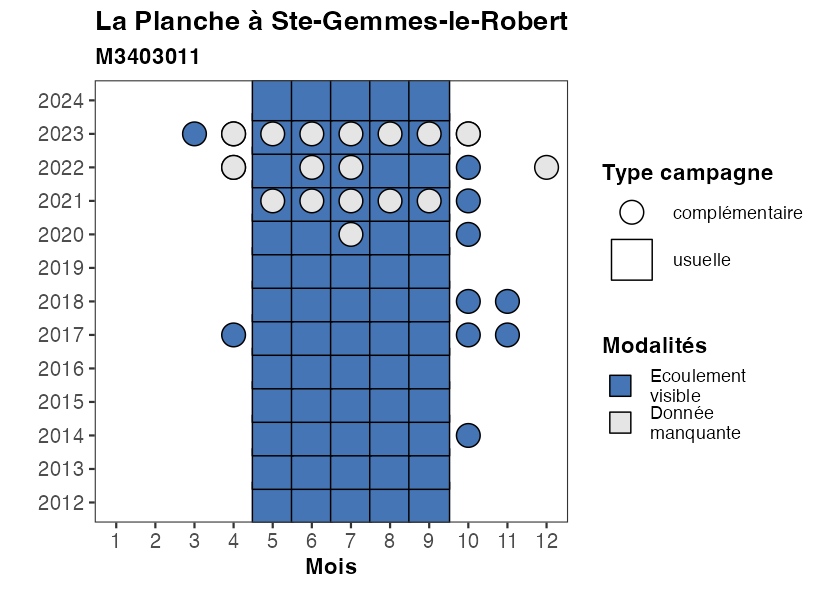 La Planche à Ste-Gemmes-le-Robert
M3403011
2024
2023
2022
2021
2020
2019
2018
2017
2016
2015
2014
2013
2012
1 2 3 4 5 6 7 8 9 10 11 12
Mois
Type campagne
complémentaire
usuelle
Modalités
Ecoulement
visible
Donnée
manquante